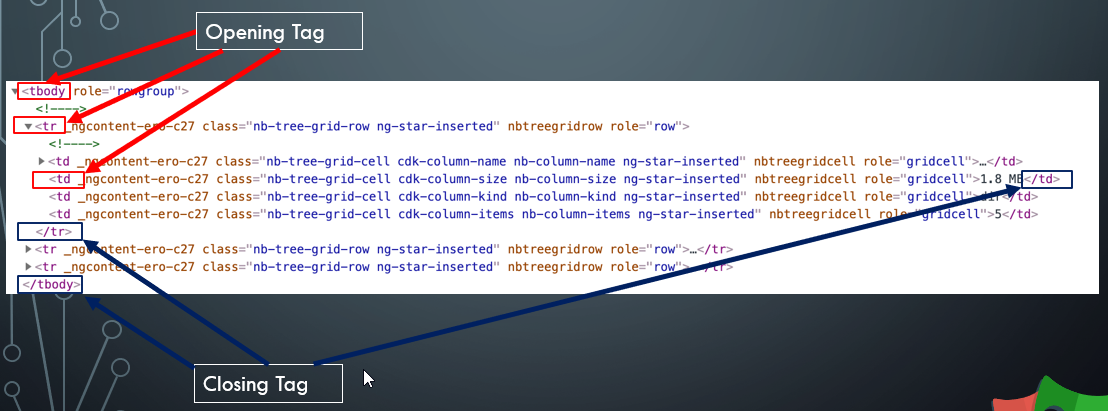 Opening Tag
▼<tbody role="rowgroup">
<!---->
▼<tr _ngcontent-ero-c27 class="nb-tree-grid-row ng-star-inserted" nbtreegridrow role="row">
<!---->
▶<td _ngcontent-ero-c27 class="nb-tree-grid-cell cdk-column-name nb-column-name ng-star-inserted" nbtreegridcell role="gridcell">…</td>
<td _ngcontent-ero-c27 class="nb-tree-grid-cell cdk-column-size nb-column-size ng-star-inserted" nbtreegridcell role="gridcell">1.8 MB</td>
<td _ngcontent-ero-c27 class="nb-tree-grid-cell cdk-column-kind nb-column-kind ng-star-inserted" nbtreegridcell role="gridcell">dir</td>
<td _ngcontent-ero-c27 class="nb-tree-grid-cell cdk-column-items nb-column-items ng-star-inserted" nbtreegridcell role="gridcell">5</td>
</tr>
▶<tr _ngcontent-ero-c27 class="nb-tree-grid-row ng-star-inserted" nbtreegridrow role="row">…</tr>
▶<tr _ngcontent-ero-c27 class="nb-tree-grid-row ng-star-inserted" nbtreegridrow role="row">…</tr>
</tbody>
Closing Tag